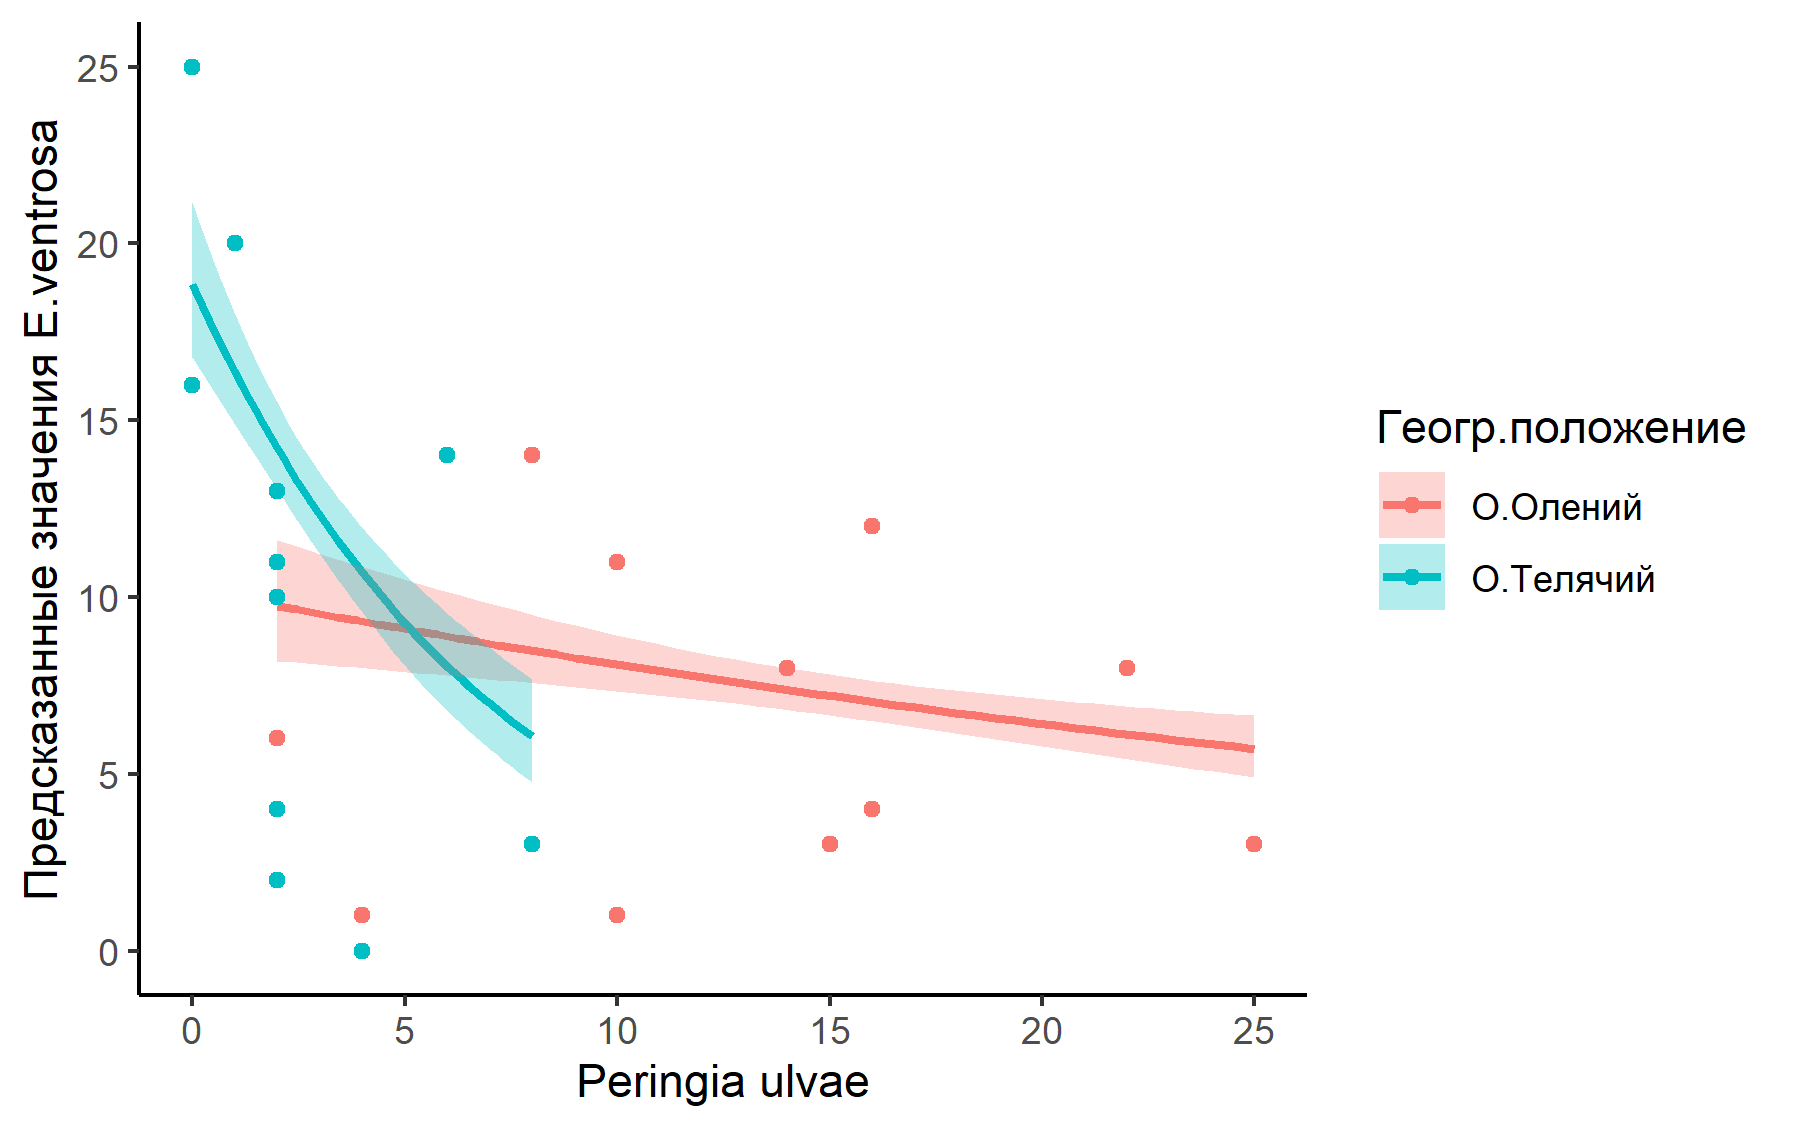 Предсказанные значения E.ventrosa
25
20
15
10
5
0
0 5 10 15 20 25
Peringia ulvae
Геогр.положение
О.Олений
О.Телячий